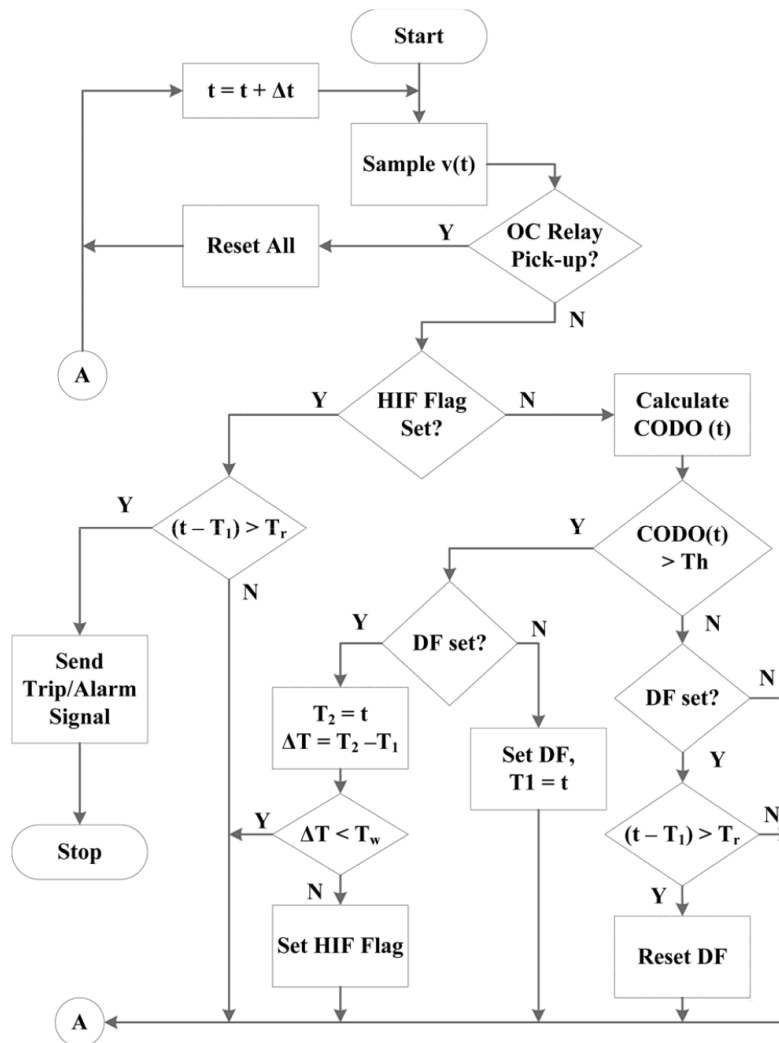 Start
t = t + Δt
Sample v(t)
OC Relay
Pick-up?
Y
Reset All
N
A
HIF Flag
Set?
Y
N
Calculate
CODO (t)
(t – T₁) > Tᵣ
Y
N
CODO(t)
> Th
Y
N
Send
Trip/Alarm
Signal
Stop
DF set?
Y
N
T₂ = t
ΔT = T₂ –T₁
Set DF,
T1 = t
DF set?
N
Y
ΔT < T_w
Y
N
(t – T₁) > Tᵣ
N
Y
Set HIF Flag
Reset DF
A